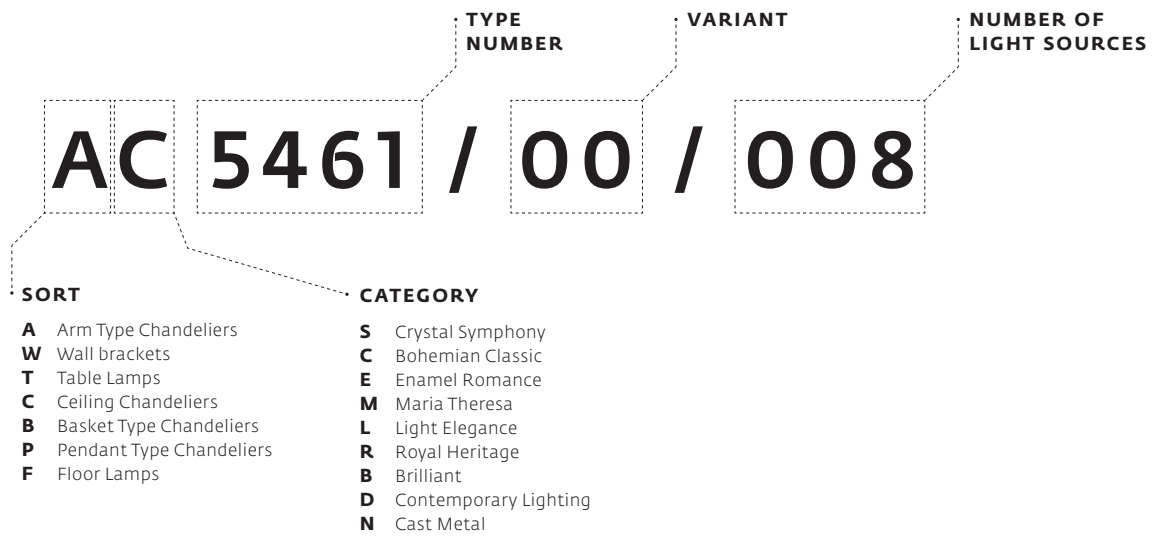 TYPE
NUMBER
VARIANT
NUMBER OF
LIGHT SOURCES
AC 5461 / 00 / 008
SORT
A Arm Type Chandeliers
W Wall brackets
T Table Lamps
C Ceiling Chandeliers
B Basket Type Chandeliers
P Pendant Type Chandeliers
F Floor Lamps
CATEGORY
S Crystal Symphony
C Bohemian Classic
E Enamel Romance
M Maria Theresa
L Light Elegance
R Royal Heritage
B Brilliant
D Contemporary Lighting
N Cast Metal